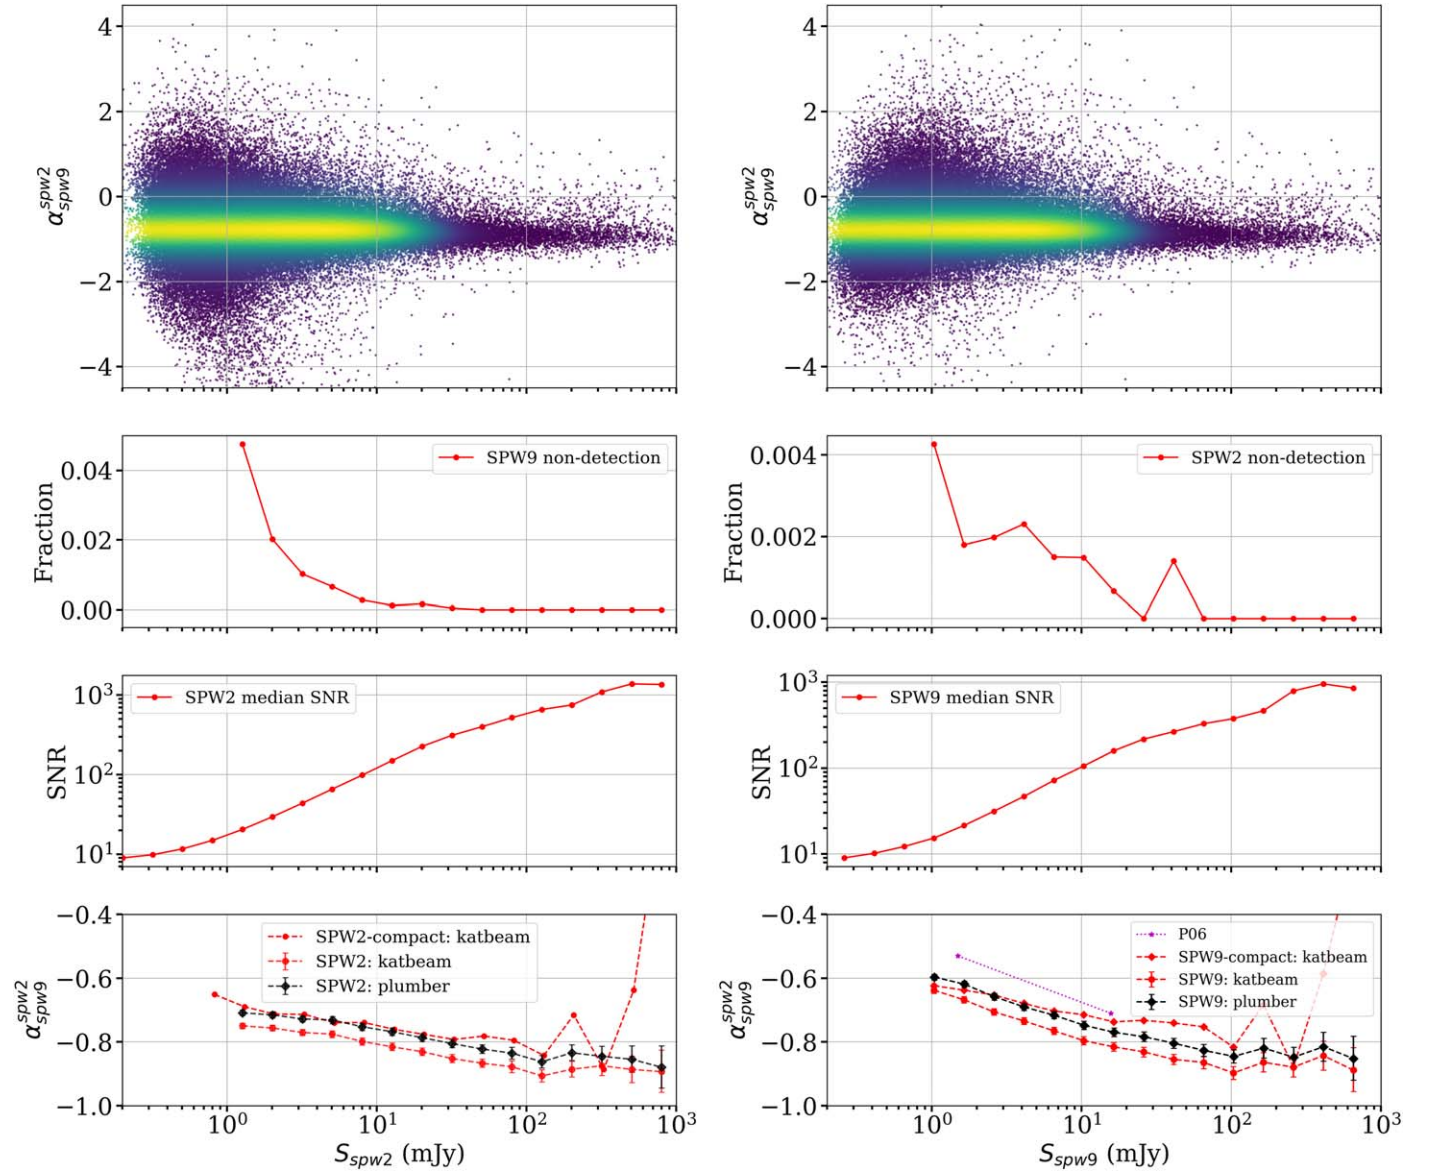 4
2
0
−2
−4
α^{spw2}_{spw9}
4
2
0
−2
−4
α^{spw2}_{spw9}
0.04
0.02
0.00
Fraction
SPW9 non-detection
0.004
0.002
0.000
Fraction
SPW2 non-detection
10^3
10^2
10^1
SNR
SPW2 median SNR
10^3
10^2
10^1
SNR
SPW9 median SNR
−0.4
−0.6
−0.8
−1.0
α^{spw2}_{spw9}
SPW2-compact: katbeam
SPW2: katbeam
SPW2: plumber
10^0
10^1
10^2
10^3
S_{spw2} (mJy)
−0.4
−0.6
−0.8
−1.0
α^{spw2}_{spw9}
P06
SPW9-compact: katbeam
SPW9: katbeam
SPW9: plumber
10^0
10^1
10^2
10^3
S_{spw9} (mJy)